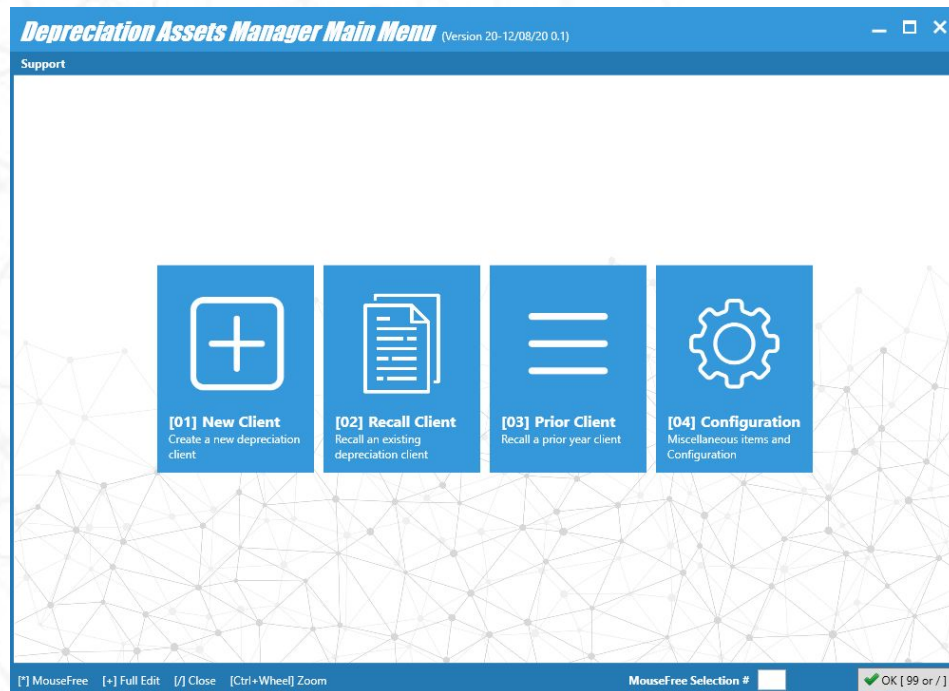 Depreciation Assets Manager Main Menu (Version 20-12/08/20 0.1)
Support
[01] New Client
Create a new depreciation
client
[02] Recall Client
Recall an existing
depreciation client
[03] Prior Client
Recall a prior year client
[04] Configuration
Miscellaneous items and
Configuration
[*] MouseFree [+] Full Edit [/] Close [Ctrl+Wheel] Zoom MouseFree Selection # OK [ 99 or / ]